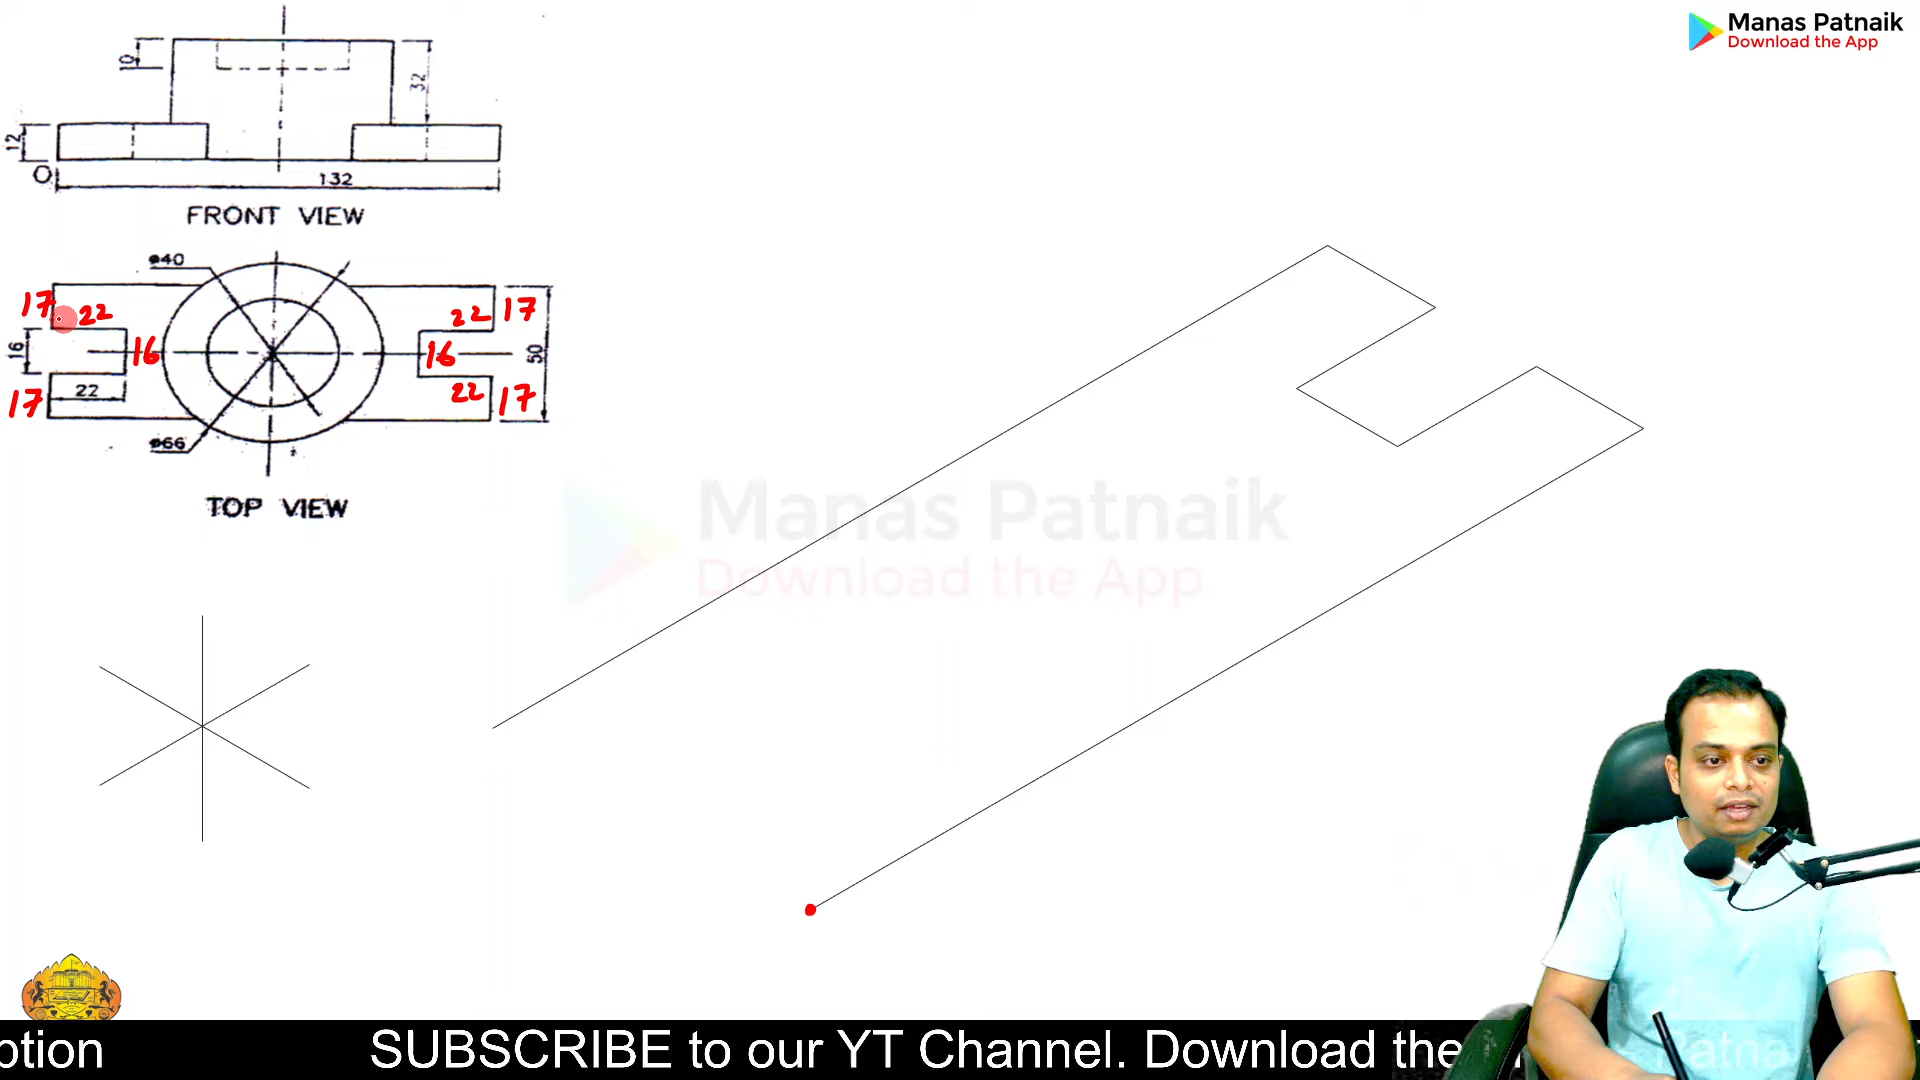 Manas Patnaik
Download the App
10
32
12
O
132
FRONT VIEW
ø40
17
22
22
17
16
16
16
50
17
22
22
17
ø66
TOP VIEW
Manas Patnaik
Download the App
ption SUBSCRIBE to our YT Channel. Download the